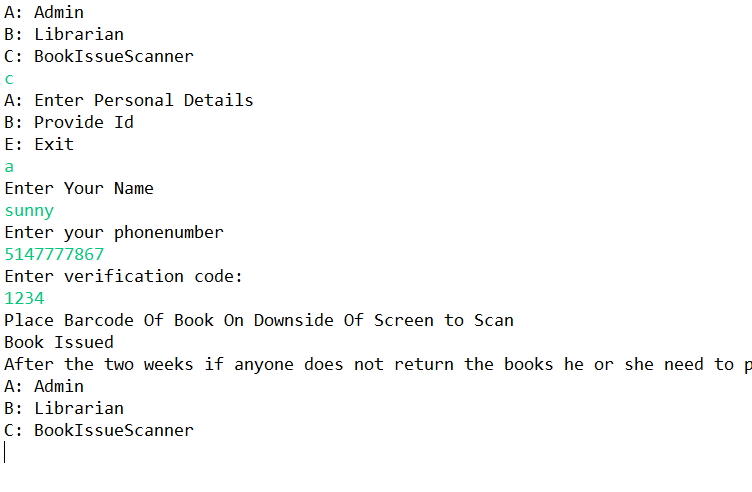 A: Admin
B: Librarian
C: BookIssueScanner
c
A: Enter Personal Details
B: Provide Id
E: Exit
a
Enter Your Name
sunny
Enter your phonenumber
5147777867
Enter verification code:
1234
Place Barcode Of Book On Downside Of Screen to Scan
Book Issued
After the two weeks if anyone does not return the books he or she need to
A: Admin
B: Librarian
C: BookIssueScanner